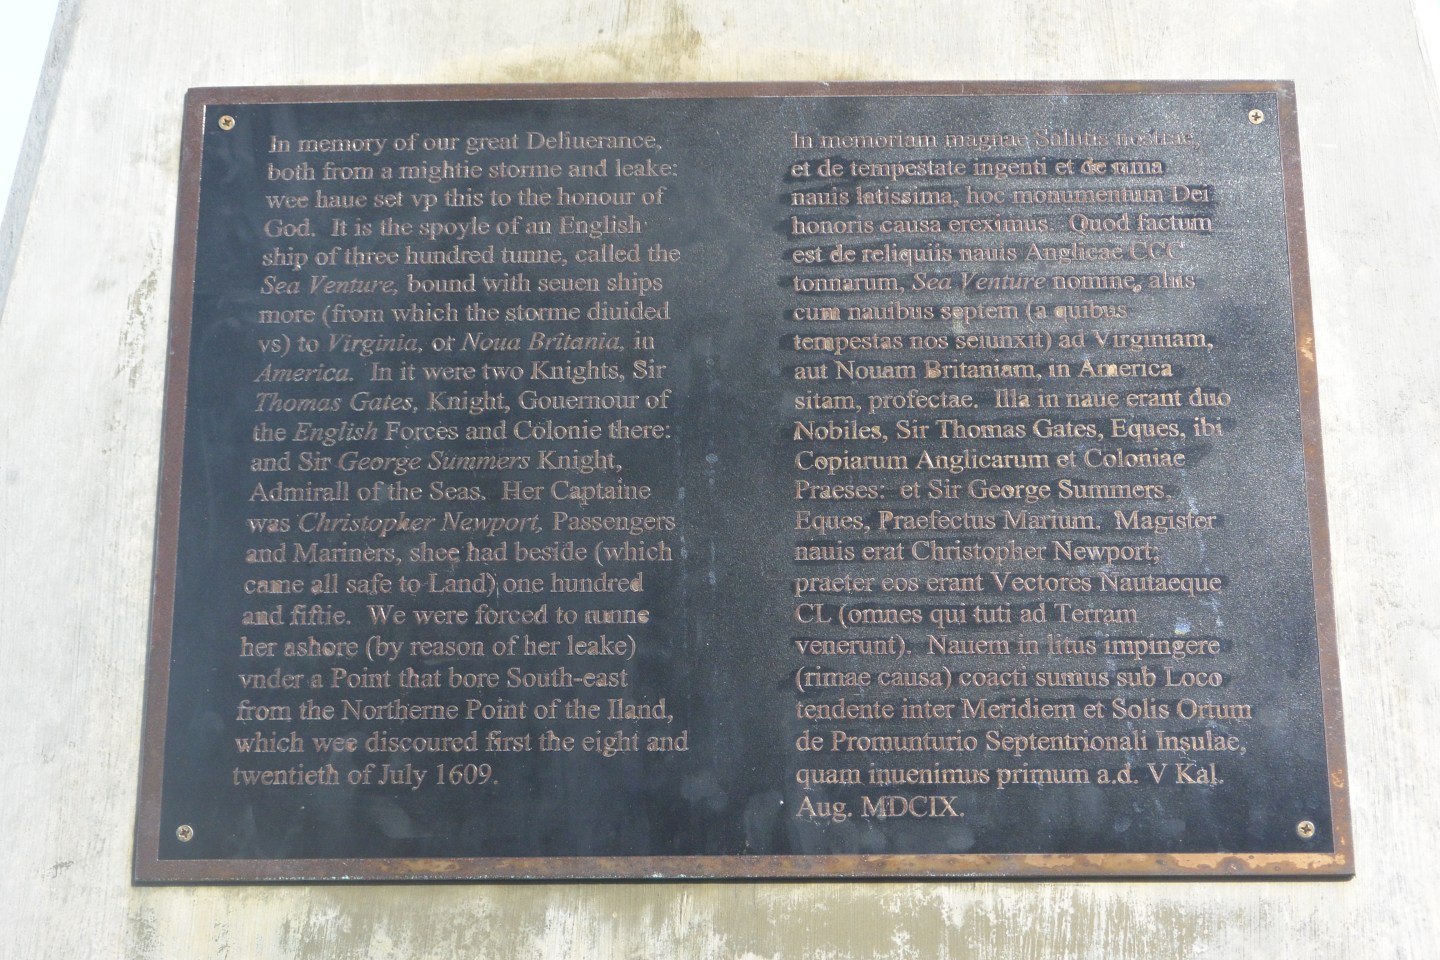 In memory of our great Deliuerance,
both from a mightie storme and leake:
wee haue set vp this to the honour of
God. It is the spoyle of an English
ship of three hundred tunne, called the
Sea Venture, bound with seuen ships
more (from which the storme diuided
vs) to Virginia, or Noua Britania, in
America. In it were two Knights, Sir
Thomas Gates, Knight, Gouernour of
the English Forces and Colonie there:
and Sir George Summers Knight,
Admirall of the Seas. Her Captaine
was Christopher Newport, Passengers
and Mariners, shee had beside (which
came all safe to Land) one hundred
and fiftie. We were forced to runne
her ashore (by reason of her leake)
vnder a Point that bore South-east
from the Northerne Point of the Iland,
which wee discoured first the eight and
twentieth of July 1609.
In memoriam magnae Salutis nostrae,
et de tempestate ingenti et de rima
nauis latissima, hoc monumentum Dei
honoris causa ereximus. Quod factum
est de reliquiis nauis Anglicae CCC
tonnarum, Sea Venture nomine, aliis
cum nauibus septem (a quibus
tempestas nos seiunxit) ad Virginiam,
aut Nouam Britaniam, in America
sitam, profectae. Illa in naue erant duo
Nobiles, Sir Thomas Gates, Eques, ibi
Copiarum Anglicarum et Coloniae
Praeses: et Sir George Summers,
Eques, Praefectus Marium. Magister
nauis erat Christopher Newport;
praeter eos erant Vectores Nautaeque
CL (omnes qui tuti ad Terram
venerunt). Nauem in litus impingere
(rimae causa) coacti sumus sub Loco
tendente inter Meridiem et Solis Ortum
de Promunturio Septentrionali Insulae,
quam inuenimus primum a.d. V Kal.
Aug. MDCIX.